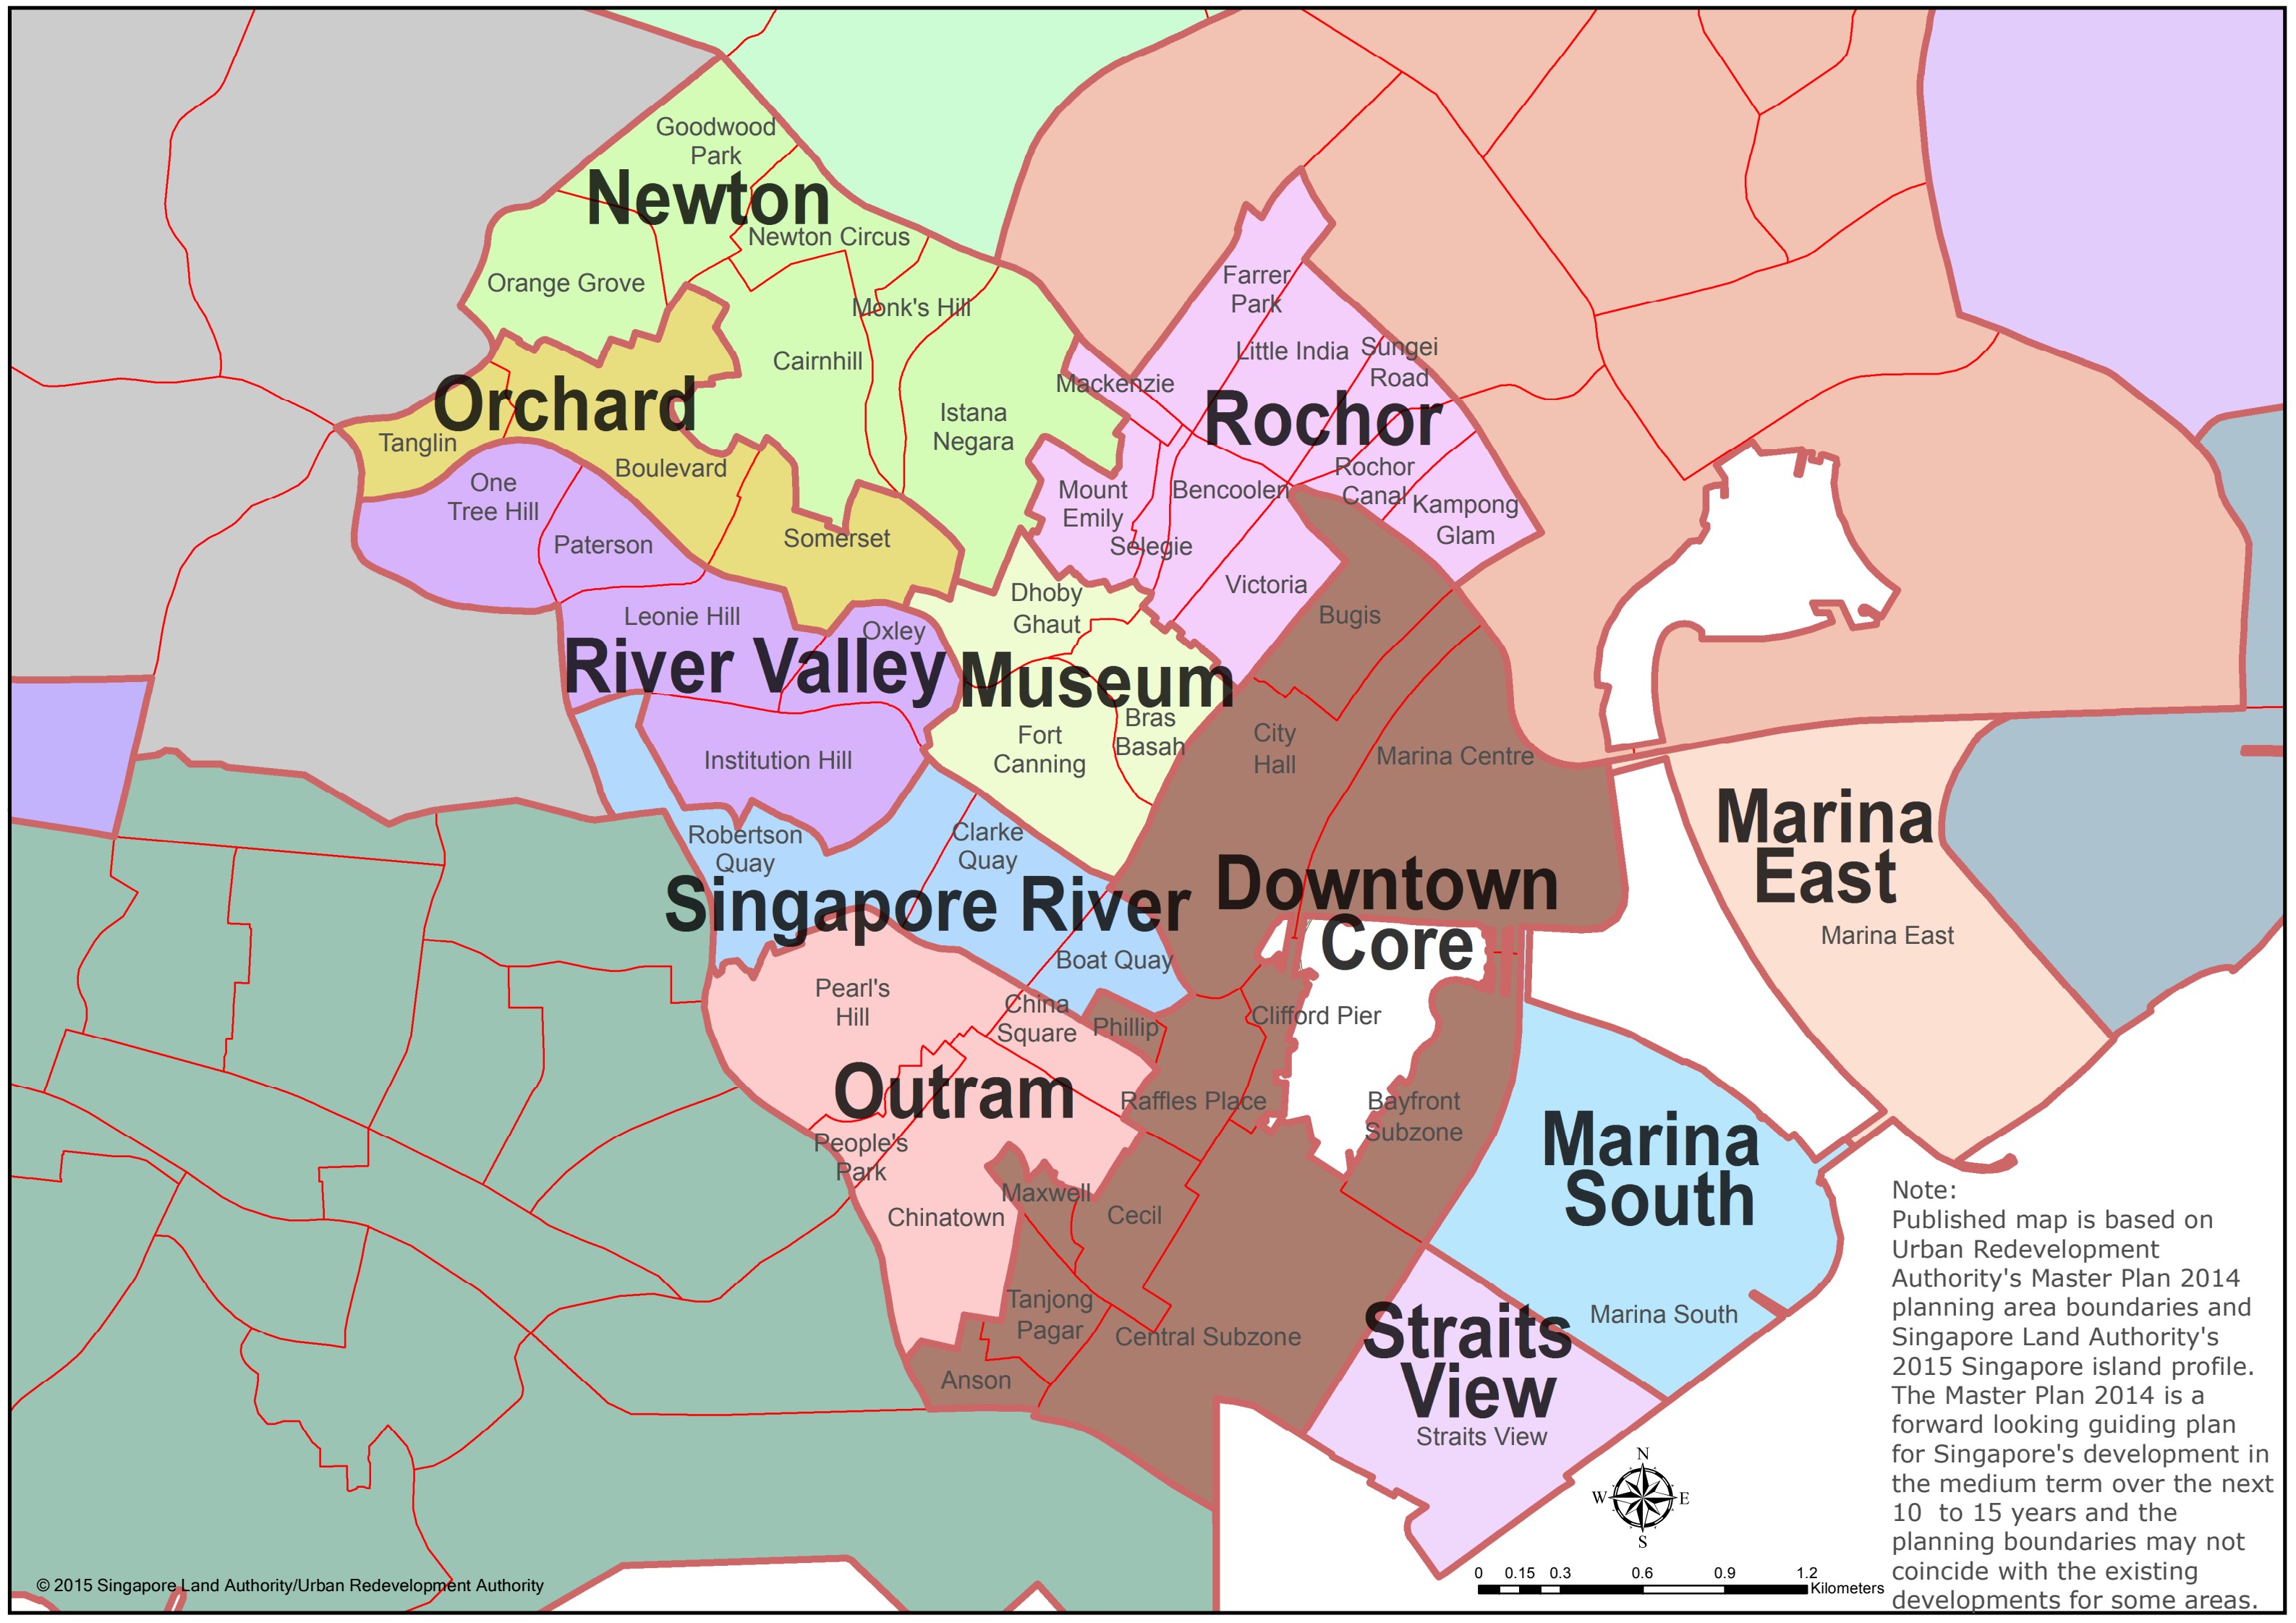 Goodwood
Park
Newton
Newton Circus
Orange Grove
Monk's Hill
Cairnhill
Istana
Negara
Farrer
Park
Little India
Sungei
Road
Mackenzie
Rochor
Rochor
Canal
Kampong
Glam
Mount
Emily
Bencoolen
Selegie
Victoria
Orchard
Tanglin
Boulevard
Somerset
One
Tree Hill
Paterson
Leonie Hill
Oxley
River Valley
Institution Hill
Dhoby
Ghaut
Museum
Fort
Canning
Bras
Basah
Bugis
City
Hall
Marina Centre
Downtown
Core
Robertson
Quay
Clarke
Quay
Singapore River
Boat Quay
Marina
East
Marina East
Pearl's
Hill
China
Square
Phillip
Clifford Pier
Outram
Raffles Place
Bayfront
Subzone
People's
Park
Chinatown
Maxwell
Cecil
Tanjong
Pagar
Central Subzone
Anson
Marina
South
Marina South
Straits
View
Straits View
Note:
Published map is based on
Urban Redevelopment
Authority's Master Plan 2014
planning area boundaries and
Singapore Land Authority's
2015 Singapore island profile.
The Master Plan 2014 is a
forward looking guiding plan
for Singapore's development in
the medium term over the next
10  to 15 years and the
planning boundaries may not
coincide with the existing
developments for some areas.
N
W E
S
0 0.15 0.3 0.6 0.9 1.2
Kilometers
© 2015 Singapore Land Authority/Urban Redevelopment Authority